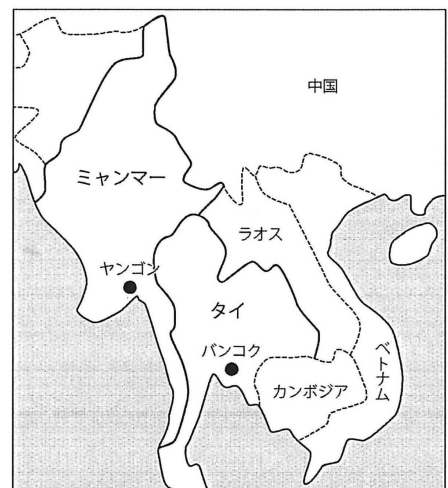 中国
ミャンマー
ラオス
ヤンゴン
タイ
バンコク
カンボジア
ベトナム